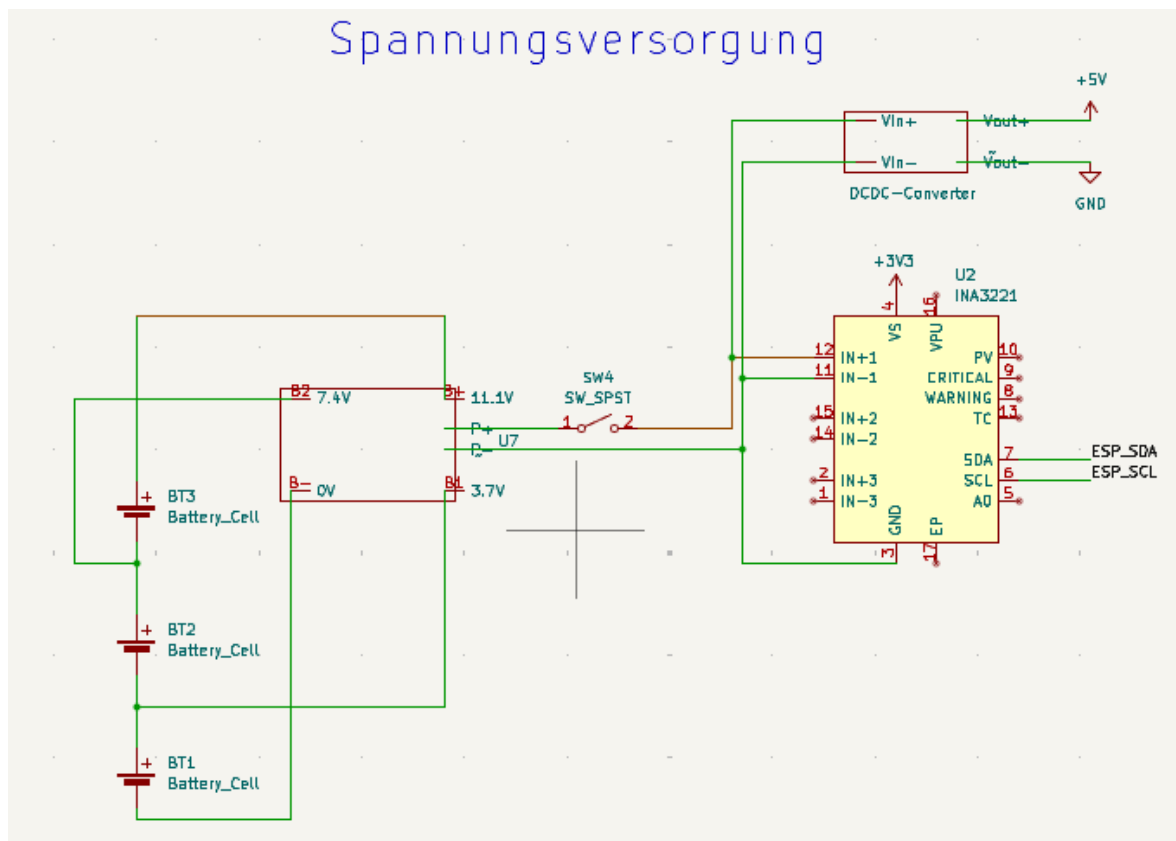 Spannungsversorgung
+5V
VIn+ Vout+
VIn- Vout-
DCDC-Converter
GND
+3V3
U2
INA3221
4 16
VS VPU
12 IN+1 PV 10
11 IN-1 CRITICAL 9
WARNING 8
15 IN+2 TC 13
14 IN-2
SDA 7 ESP_SDA
2 IN+3 SCL 6 ESP_SCL
1 IN-3 A0 5
GND EP
3 17
SW4
SW_SPST
1 2
B2 7.4V B+ 11.1V
P+
P- U7
B- 0V B1 3.7V
+ BT3
Battery_Cell
+ BT2
Battery_Cell
+ BT1
Battery_Cell